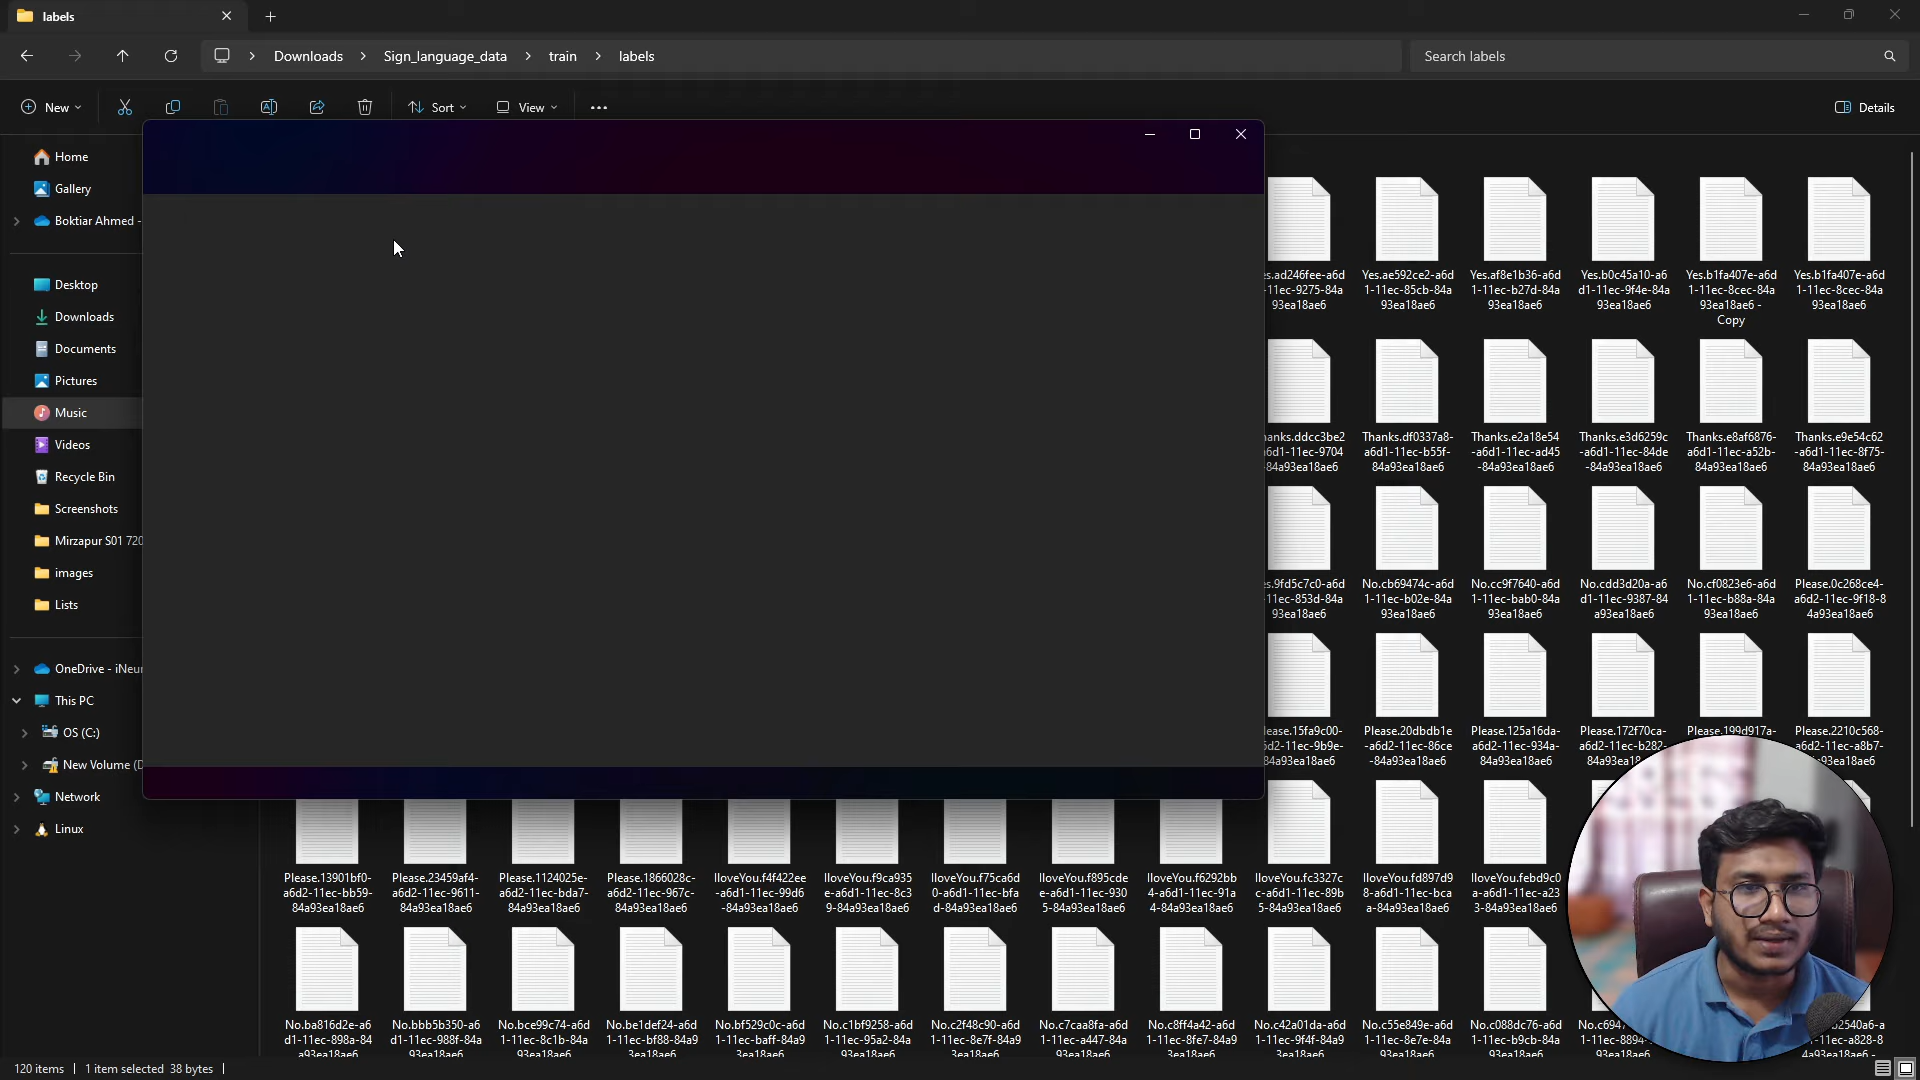 labels
Downloads
Sign_language_data
train
labels
Search labels
New
Sort
View
Details
Home
Gallery
Boktiar Ahmed -
Desktop
Downloads
Documents
Pictures
Music
Videos
Recycle Bin
Screenshots
Mirzapur S01 720
images
Lists
OneDrive - iNeur
This PC
OS (C:)
New Volume (D
Network
Linux
s.ad246fee-a6d
-11ec-9275-84a
93ea18ae6
Yes.ae592ce2-a6d
1-11ec-85cb-84a
93ea18ae6
Yes.af8e1b36-a6d
1-11ec-b27d-84a
93ea18ae6
Yes.b0c45a10-a6
d1-11ec-9f4e-84a
93ea18ae6
Yes.b1fa407e-a6d
1-11ec-8cec-84a
93ea18ae6 -
Copy
Yes.b1fa407e-a6d
1-11ec-8cec-84a
93ea18ae6
anks.ddcc3be2
6d1-11ec-9704
-84a93ea18ae6
Thanks.df0337a8-
a6d1-11ec-b55f-
84a93ea18ae6
Thanks.e2a18e54
-a6d1-11ec-ad45
-84a93ea18ae6
Thanks.e3d6259c
-a6d1-11ec-84de
-84a93ea18ae6
Thanks.e8af6876-
a6d1-11ec-a52b-
84a93ea18ae6
Thanks.e9e54c62
-a6d1-11ec-8f75-
84a93ea18ae6
s.9fd5c7c0-a6d
-11ec-853d-84a
93ea18ae6
No.cb69474c-a6d
1-11ec-b02e-84a
93ea18ae6
No.cc9f7640-a6d
1-11ec-bab0-84a
93ea18ae6
No.cdd3d20a-a6
d1-11ec-9387-84
a93ea18ae6
No.cf0823e6-a6d
1-11ec-b88a-84a
93ea18ae6
Please.0c268ce4-
a6d2-11ec-9f18-8
4a93ea18ae6
ease.15fa9c00-
6d2-11ec-9b9e-
84a93ea18ae6
Please.20dbdb1e
-a6d2-11ec-86ce
-84a93ea18ae6
Please.125a16da-
a6d2-11ec-934a-
84a93ea18ae6
Please.172f70ca-
a6d2-11ec-b282-
84a93ea18
Please.199d917a-
Please.2210c568-
a6d2-11ec-a8b7-
93ea18ae6
Please.13901bf0-
a6d2-11ec-bb59-
84a93ea18ae6
Please.23459af4-
a6d2-11ec-9611-
84a93ea18ae6
Please.1124025e-
a6d2-11ec-bda7-
84a93ea18ae6
Please.1866028c-
a6d2-11ec-967c-
84a93ea18ae6
IloveYou.f4f422ee
-a6d1-11ec-99d6
-84a93ea18ae6
IloveYou.f9ca935
e-a6d1-11ec-8c3
9-84a93ea18ae6
IloveYou.f75ca6d
0-a6d1-11ec-bfa
d-84a93ea18ae6
IloveYou.f895cde
e-a6d1-11ec-930
5-84a93ea18ae6
IloveYou.f6292bb
4-a6d1-11ec-91a
4-84a93ea18ae6
IloveYou.fc3327c
c-a6d1-11ec-89b
5-84a93ea18ae6
IloveYou.fd897d9
8-a6d1-11ec-bca
a-84a93ea18ae6
IloveYou.febd9c0
a-a6d1-11ec-a23
3-84a93ea18ae6
No.ba816d2e-a6
d1-11ec-898a-84
a93ea18ae6
No.bbb5b350-a6
d1-11ec-988f-84a
93ea18ae6
No.bce99c74-a6d
1-11ec-8c1b-84a
93ea18ae6
No.be1def24-a6d
1-11ec-bf88-84a9
3ea18ae6
No.bf529c0c-a6d
1-11ec-baff-84a9
3ea18ae6
No.c1bf9258-a6d
1-11ec-95a2-84a
93ea18ae6
No.c2f48c90-a6d
1-11ec-8e7f-84a9
3ea18ae6
No.c7caa8fa-a6d
1-11ec-a447-84a
93ea18ae6
No.c8ff4a42-a6d
1-11ec-8fe7-84a9
3ea18ae6
No.c42a01da-a6d
1-11ec-9f4f-84a9
3ea18ae6
No.c55e849e-a6d
1-11ec-8e7e-84a
93ea18ae6
No.c088dc76-a6d
1-11ec-b9cb-84a
93ea18ae6
No.c694
1-11ec-8894
93ea18ae6
2540a6-a
-11ec-a828-8
4a93ea18ae6 -
120 items
1 item selected 38 bytes